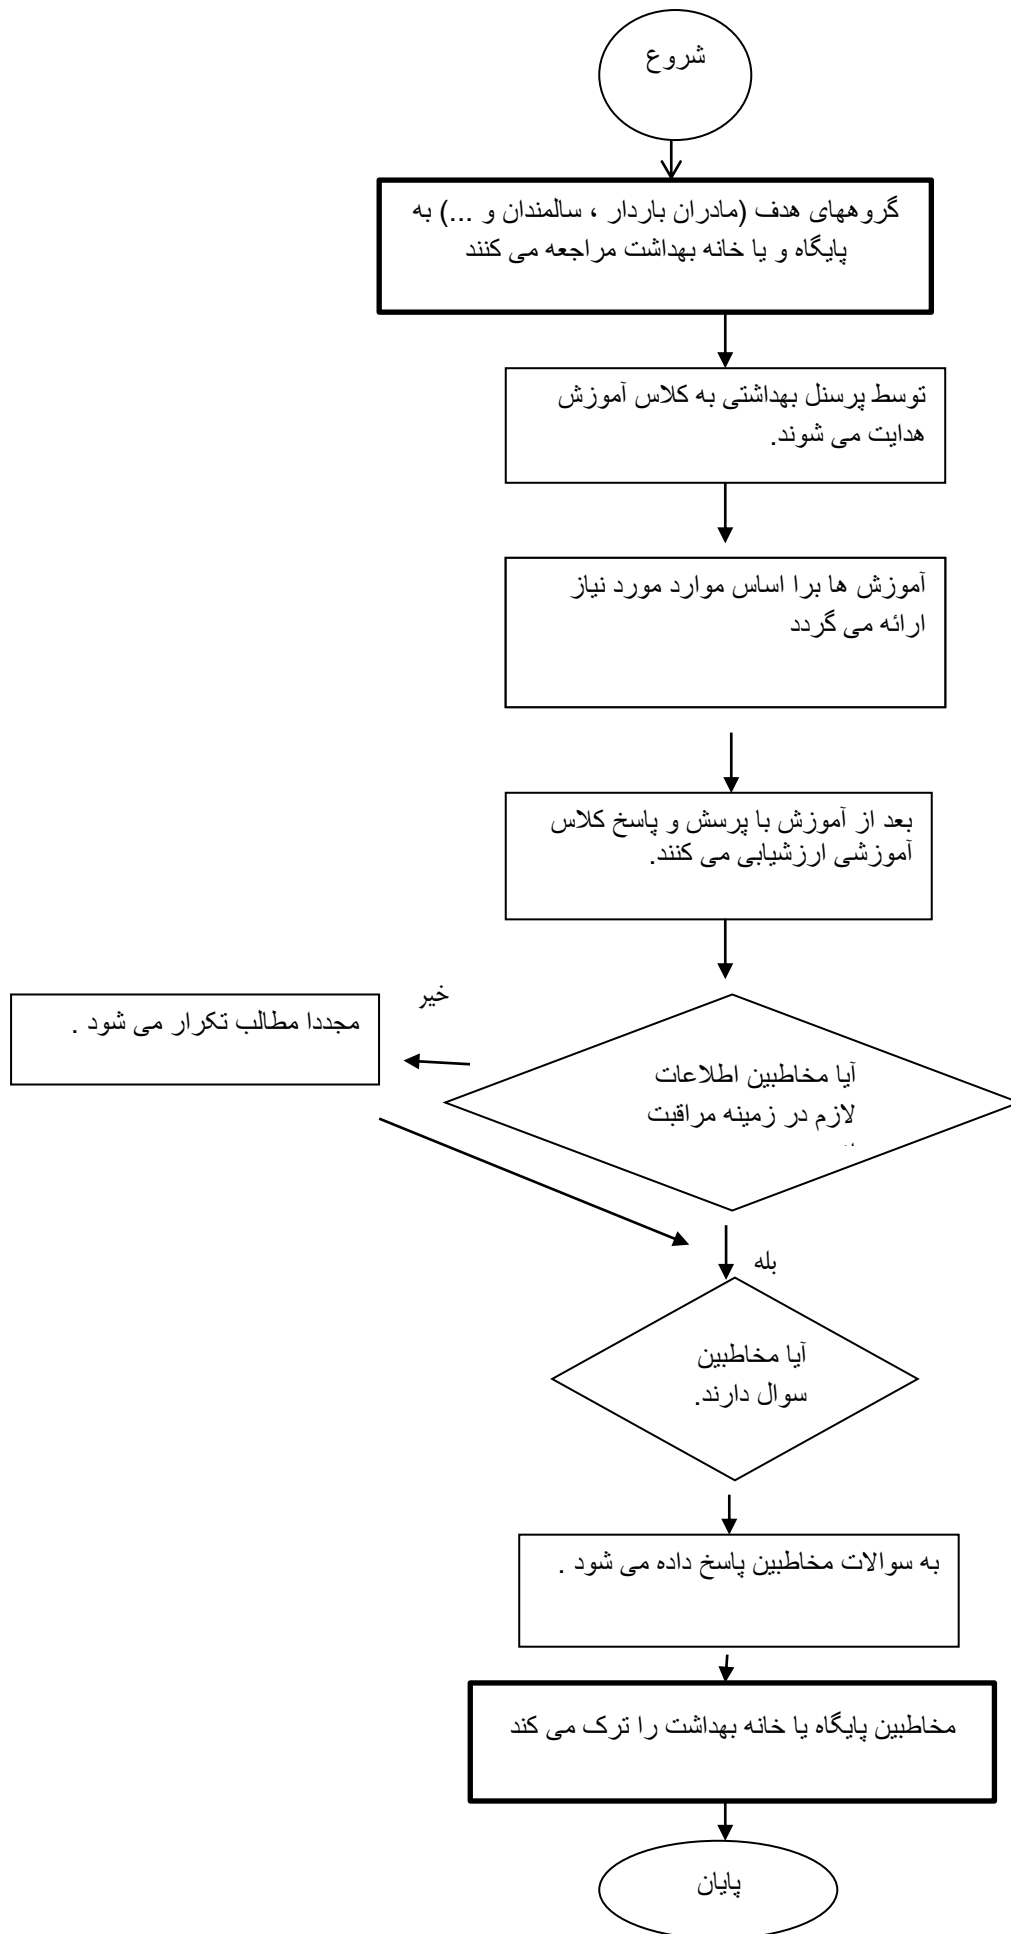 شروع
گروههای هدف (مادران باردار ، سالمندان و ...) به
پایگاه و یا خانه بهداشت مراجعه می کنند
توسط پرسنل بهداشتی به کلاس آموزش
هدایت می شوند.
آموزش ها برا اساس موارد مورد نیاز
ارائه می گردد
بعد از آموزش با پرسش و پاسخ کلاس
آموزشی ارزشیابی می کنند.
خیر
مجددا مطالب تکرار می شود .
آیا مخاطبین اطلاعات
لازم در زمینه مراقبت
بله
آیا مخاطبین
سوال دارند.
به سوالات مخاطبین پاسخ داده می شود .
مخاطبین پایگاه یا خانه بهداشت را ترک می کند
پایان